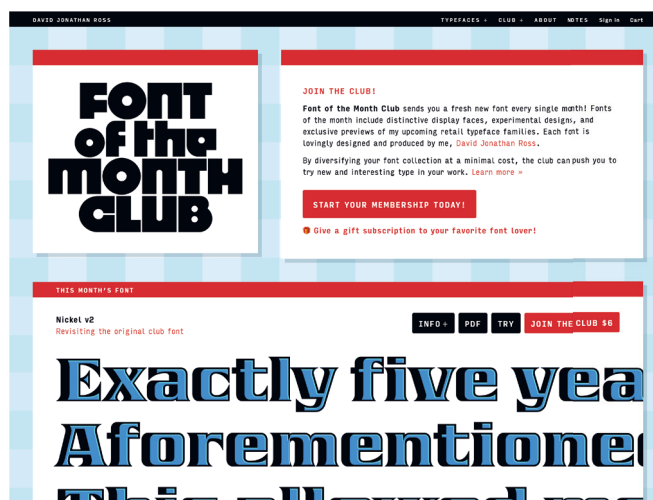 DAVID JONATHAN ROSS
TYPEFACES + CLUB + ABOUT NOTES Sign In Cart
FONT
of the
MONTH
CLUB
JOIN THE CLUB!
Font of the Month Club sends you a fresh new font every single month! Fonts
of the month include distinctive display faces, experimental designs, and
exclusive previews of my upcoming retail typeface families. Each font is
lovingly designed and produced by me, David Jonathan Ross.
By diversifying your font collection at a minimal cost, the club can push you to
try new and interesting type in your work. Learn more »
START YOUR MEMBERSHIP TODAY!
Give a gift subscription to your favorite font lover!
THIS MONTH'S FONT
Nickel v2
Revisiting the original club font
INFO + PDF TRY JOIN THE CLUB $6
Exactly five yea
Aforementione
This allowed me